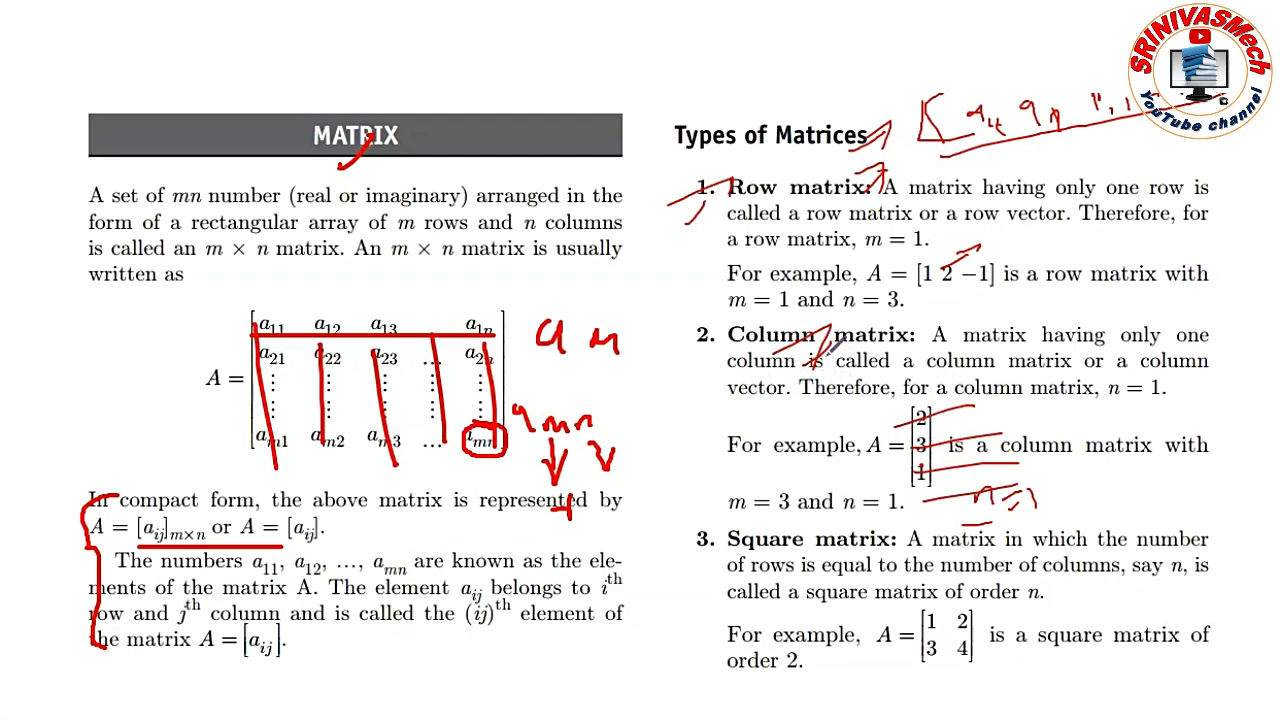 SRINIVASMech
YouTube channel
MATRIX
A set of mn number (real or imaginary) arranged in the
form of a rectangular array of m rows and n columns
is called an m × n matrix. An m × n matrix is usually
written as
a11 a12 a13 a1n
a21 a22 a23 ... a2n
A = ⋮ ⋮ ⋮ ⋮ ⋮
am1 am2 am3 ... amn
a m
amn
In compact form, the above matrix is represented by
A = [aij]m×n or A = [aij].
The numbers a11, a12, ..., amn are known as the ele-
ments of the matrix A. The element aij belongs to ith
row and jth column and is called the (ij)th element of
the matrix A = [aij].
Types of Matrices
1. Row matrix: A matrix having only one row is
called a row matrix or a row vector. Therefore, for
a row matrix, m = 1.
For example, A = [1 2 −1] is a row matrix with
m = 1 and n = 3.
2. Column matrix: A matrix having only one
column is called a column matrix or a column
vector. Therefore, for a column matrix, n = 1.
2
For example, A = 3 is a column matrix with
1
m = 3 and n = 1.
n=1
3. Square matrix: A matrix in which the number
of rows is equal to the number of columns, say n, is
called a square matrix of order n.
For example, A = [1 2
3 4] is a square matrix of
order 2.